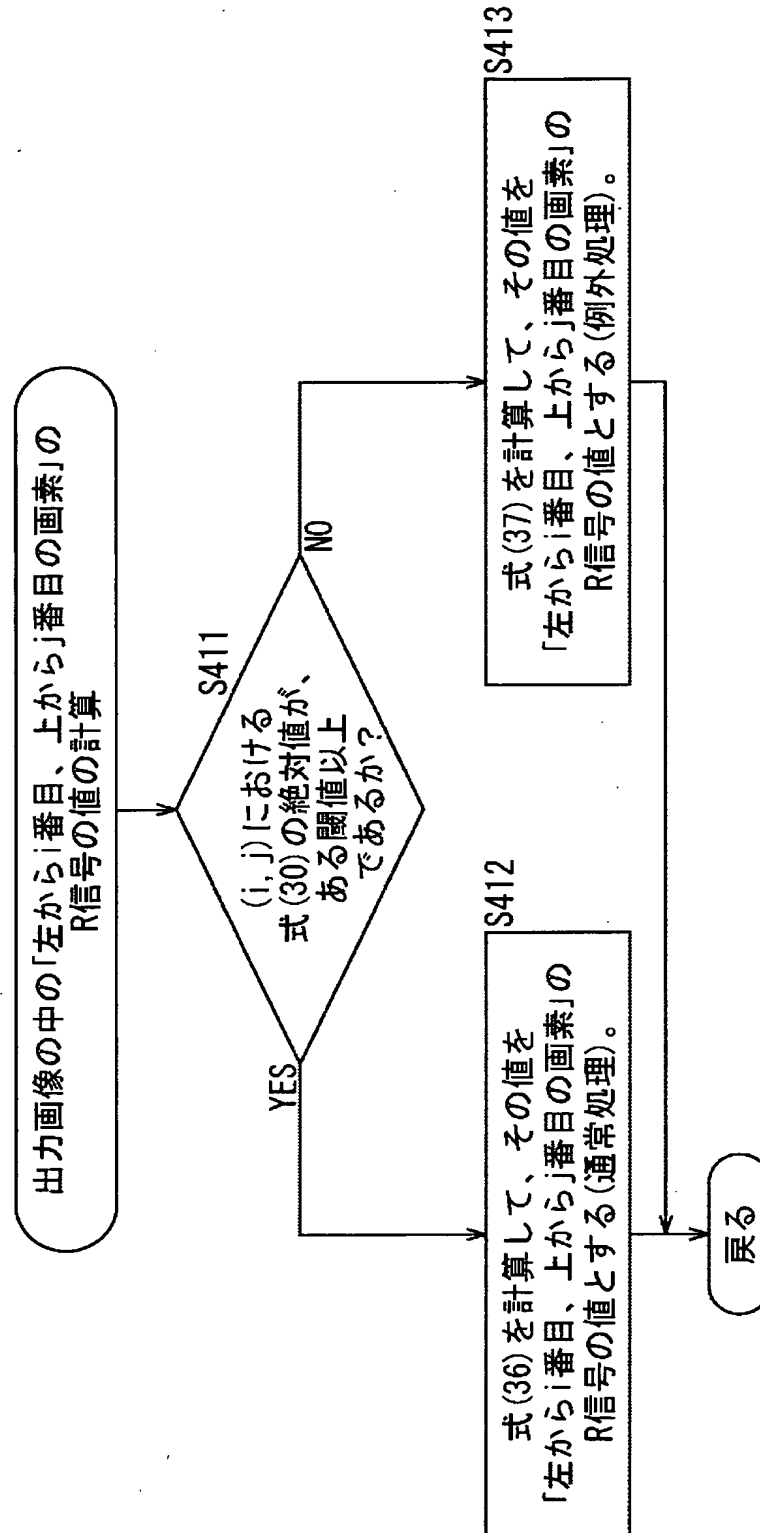 出力画像の中の「左からi番目、上からj番目の画素」の
R信号の値の計算
S411
(i,j)における
式(30)の絶対値が、
ある閾値以上
であるか?
YES
NO
S412
式(36)を計算して、その値を
「左からi番目、上からj番目の画素」の
R信号の値とする(通常処理)。
S413
式(37)を計算して、その値を
「左からi番目、上からj番目の画素」の
R信号の値とする(例外処理)。
戻る